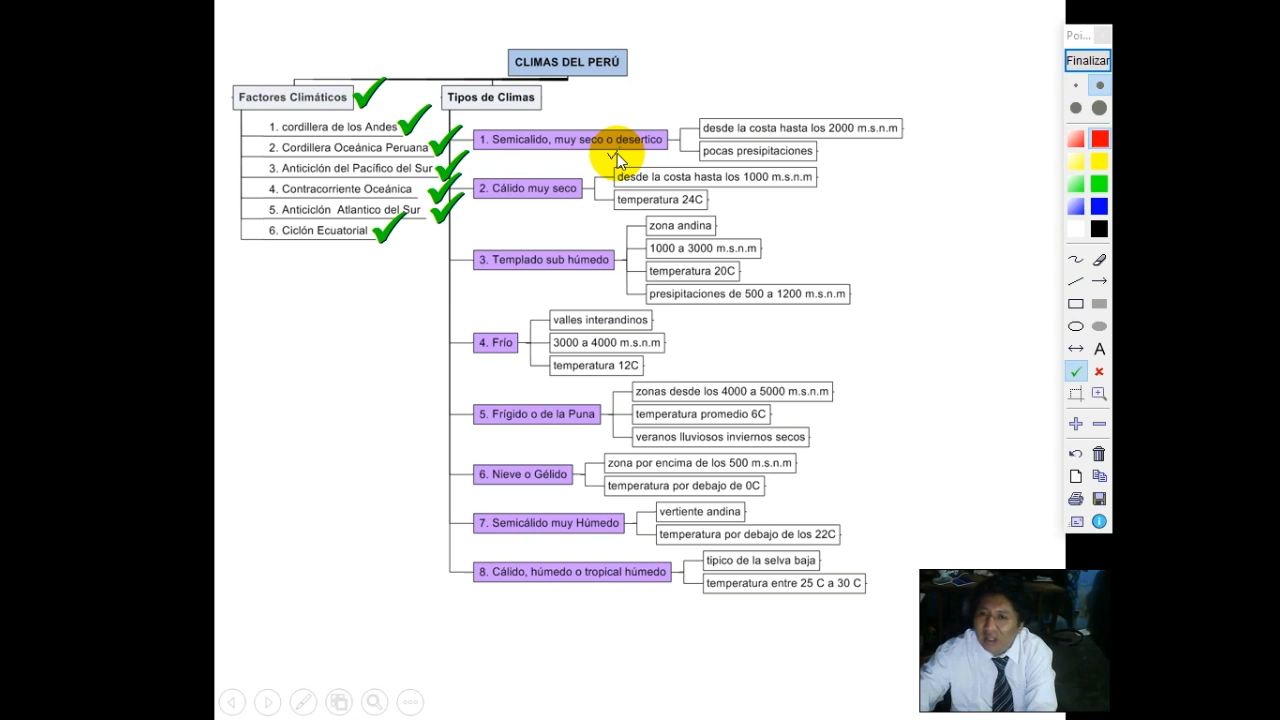 CLIMAS DEL PERÚ
Factores Climáticos
1. cordillera de los Andes
2. Cordillera Oceánica Peruana
3. Anticiclón del Pacífico del Sur
4. Contracorriente Oceánica
5. Anticiclón Atlantico del Sur
6. Ciclón Ecuatorial
Tipos de Climas
1. Semicalido, muy seco o desertico
desde la costa hasta los 2000 m.s.n.m
pocas presipitaciones
2. Cálido muy seco
desde la costa hasta los 1000 m.s.n.m
temperatura 24C
3. Templado sub húmedo
zona andina
1000 a 3000 m.s.n.m
temperatura 20C
presipitaciones de 500 a 1200 m.s.n.m
4. Frío
valles interandinos
3000 a 4000 m.s.n.m
temperatura 12C
5. Frígido o de la Puna
zonas desde los 4000 a 5000 m.s.n.m
temperatura promedio 6C
veranos lluviosos inviernos secos
6. Nieve o Gélido
zona por encima de los 500 m.s.n.m
temperatura por debajo de 0C
7. Semicálido muy Húmedo
vertiente andina
temperatura por debajo de los 22C
8. Cálido, húmedo o tropical húmedo
tipico de la selva baja
temperatura entre 25 C a 30 C
Poi...
Finalizar
A